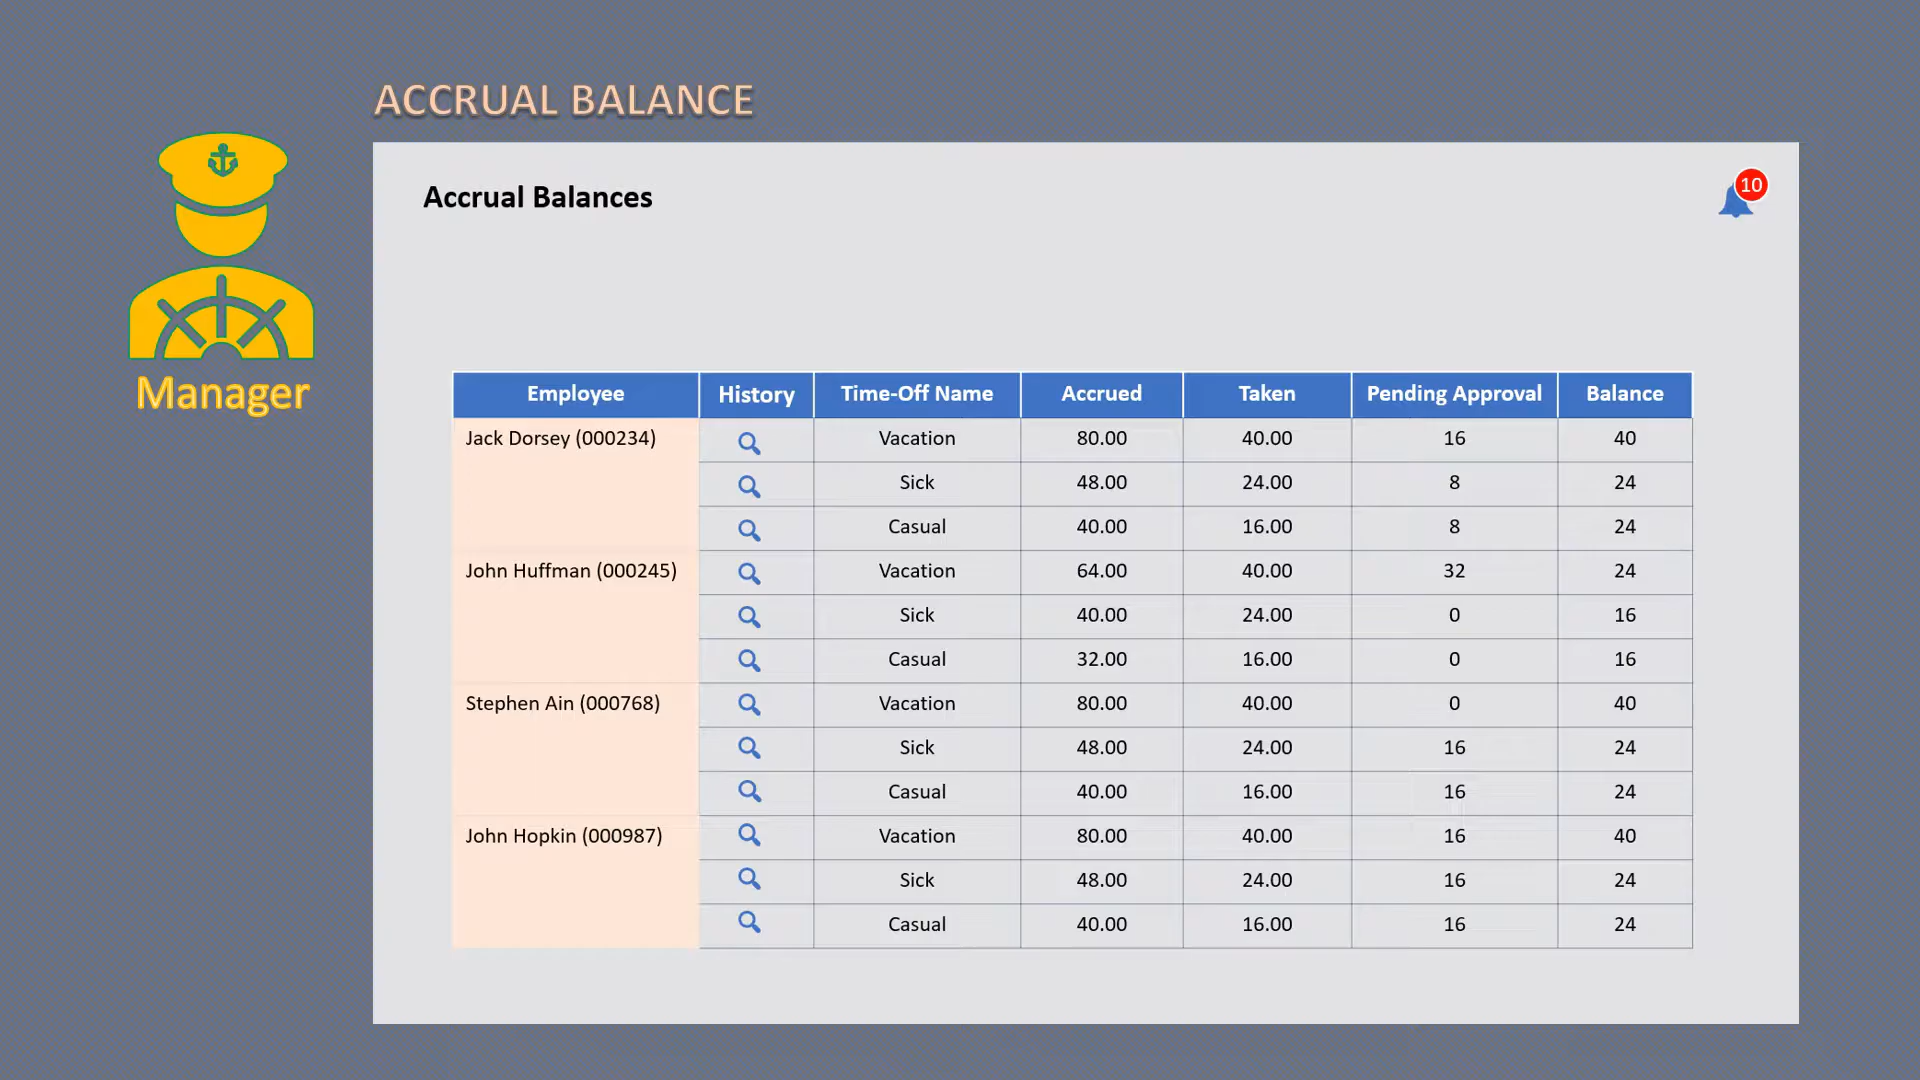 ACCRUAL BALANCE
Manager
Accrual Balances
10
Employee History Time-Off Name Accrued Taken Pending Approval Balance
Jack Dorsey (000234) Vacation 80.00 40.00 16 40
Sick 48.00 24.00 8 24
Casual 40.00 16.00 8 24
John Huffman (000245) Vacation 64.00 40.00 32 24
Sick 40.00 24.00 0 16
Casual 32.00 16.00 0 16
Stephen Ain (000768) Vacation 80.00 40.00 0 40
Sick 48.00 24.00 16 24
Casual 40.00 16.00 16 24
John Hopkin (000987) Vacation 80.00 40.00 16 40
Sick 48.00 24.00 16 24
Casual 40.00 16.00 16 24